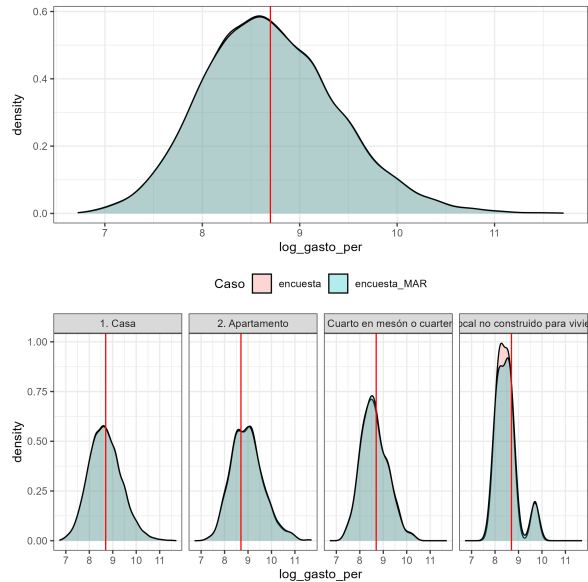 density
0.6
0.4
0.2
0.0
7 8 9 10 11
log_gasto_per
Caso encuesta encuesta_MAR
1. Casa 2. Apartamento Cuarto en mesón o cuarter no construido para
density
1.00
0.75
0.50
0.25
0.00
7 8 9 10 11 7 8 9 10 11 7 8 9 10 11 7 8 9 10 11
log_gasto_per